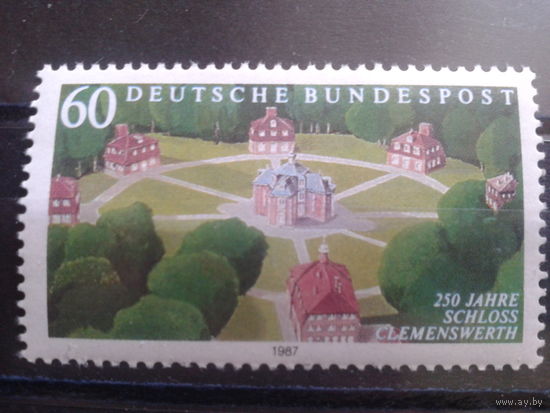 60 DEUTSCHE BUNDESPOST
250 JAHRE
SCHLOSS
CLEMENSWERTH
1987
www.ay.by